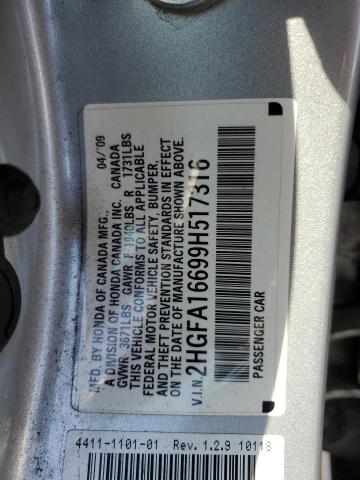 MFD. BY HONDA OF CANADA MFG., 04/'09
A DIVISION OF HONDA CANADA INC. CANADA
GVWR 3671LBS GAWR F 1940LBS R 1731LBS
THIS VEHICLE CONFORMS TO ALL APPLICABLE
FEDERAL MOTOR VEHICLE SAFETY, BUMPER,
AND THEFT PREVENTION STANDARDS IN EFFECT
ON THE DATE OF MANUFACTURE SHOWN ABOVE.
V.I.N. 2HGFA16699H517316
PASSENGER CAR
4411-1101-01 Rev. 1.2.9 10118